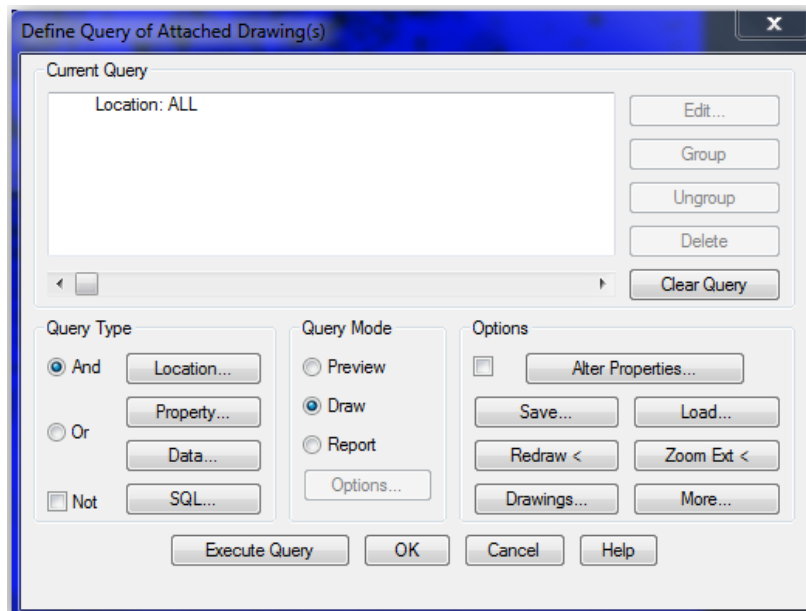 Define Query of Attached Drawing(s)
X
Current Query
Location: ALL
Edit...
Group
Ungroup
Delete
Clear Query
Query Type
And
Location...
Property...
Or
Data...
Not
SQL...
Query Mode
Preview
Draw
Report
Options...
Options
Alter Properties...
Save...
Load...
Redraw <
Zoom Ext <
Drawings...
More...
Execute Query
OK
Cancel
Help